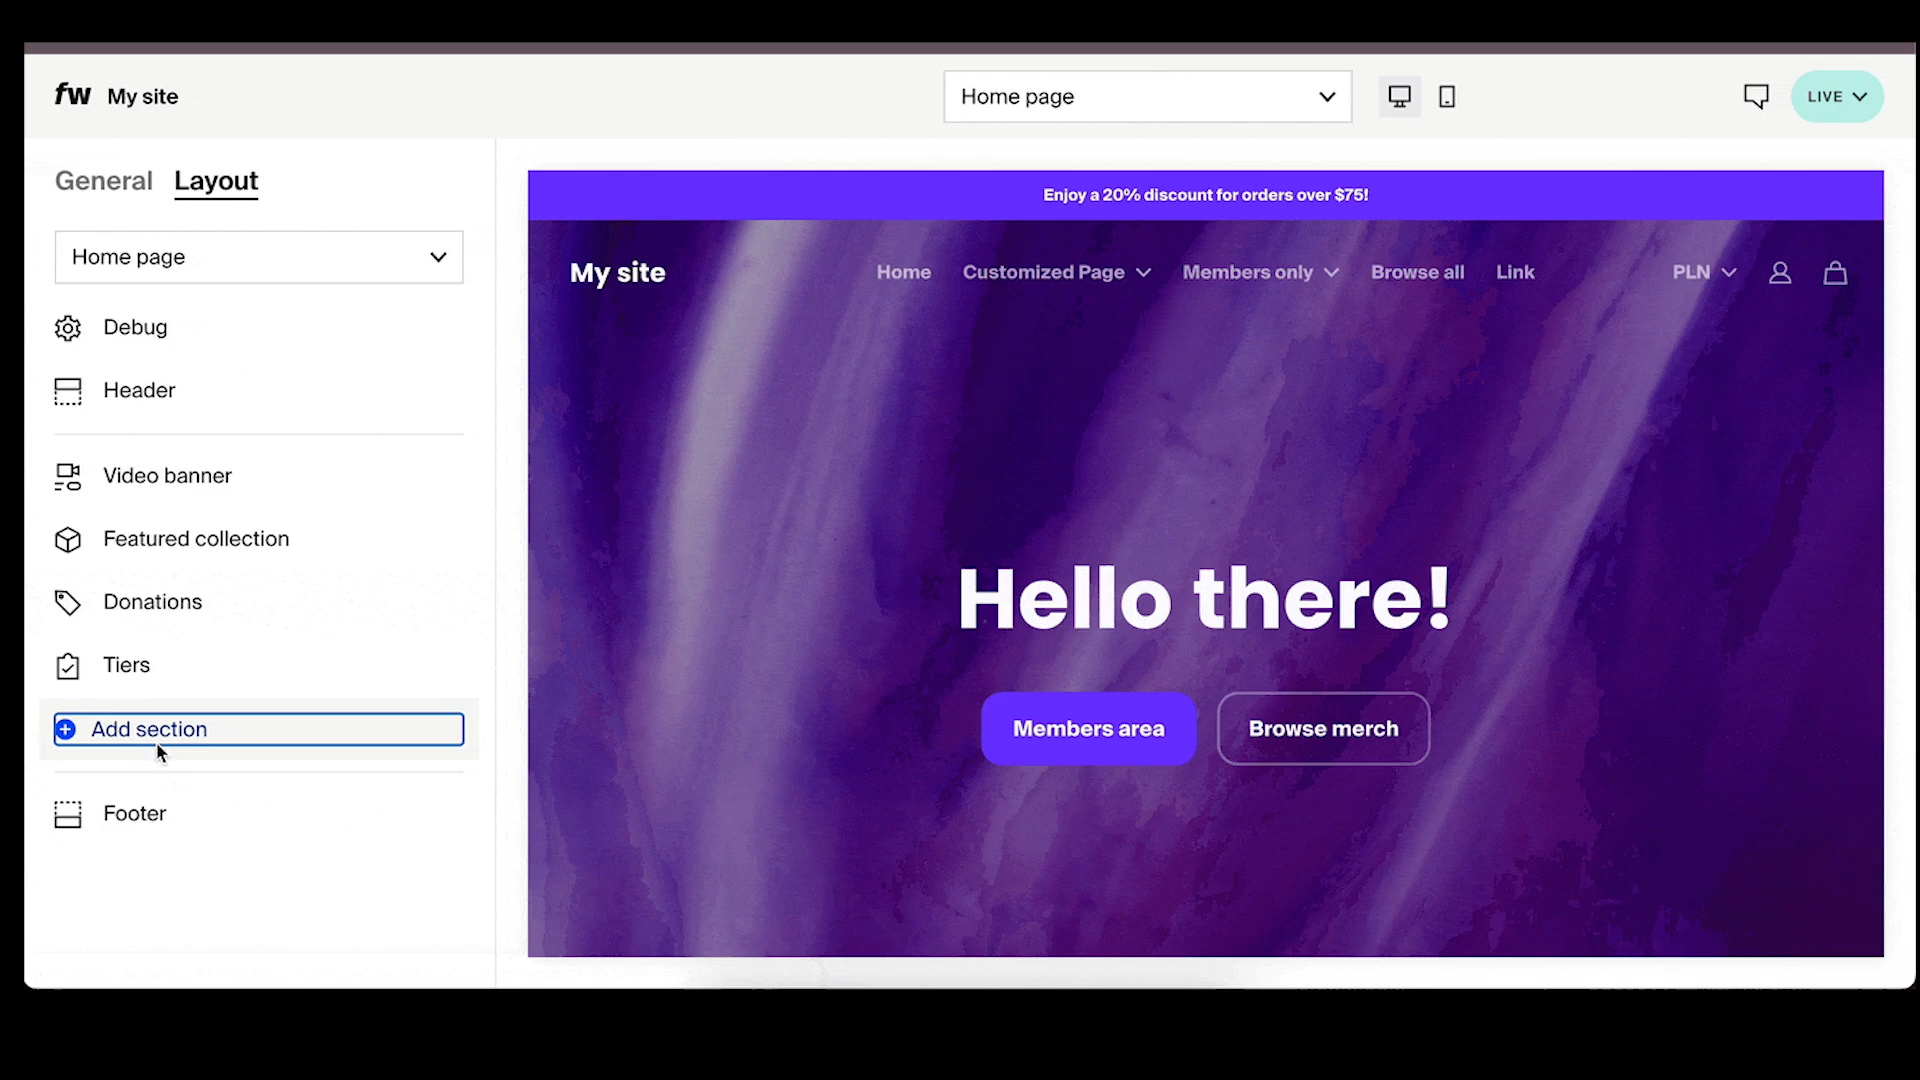 fw My site
Home page
LIVE
General Layout
Home page
Debug
Header
Video banner
Featured collection
Donations
Tiers
Add section
Footer
Enjoy a 20% discount for orders over $75!
My site
Home Customized Page Members only Browse all Link
PLN
Hello there!
Members area
Browse merch